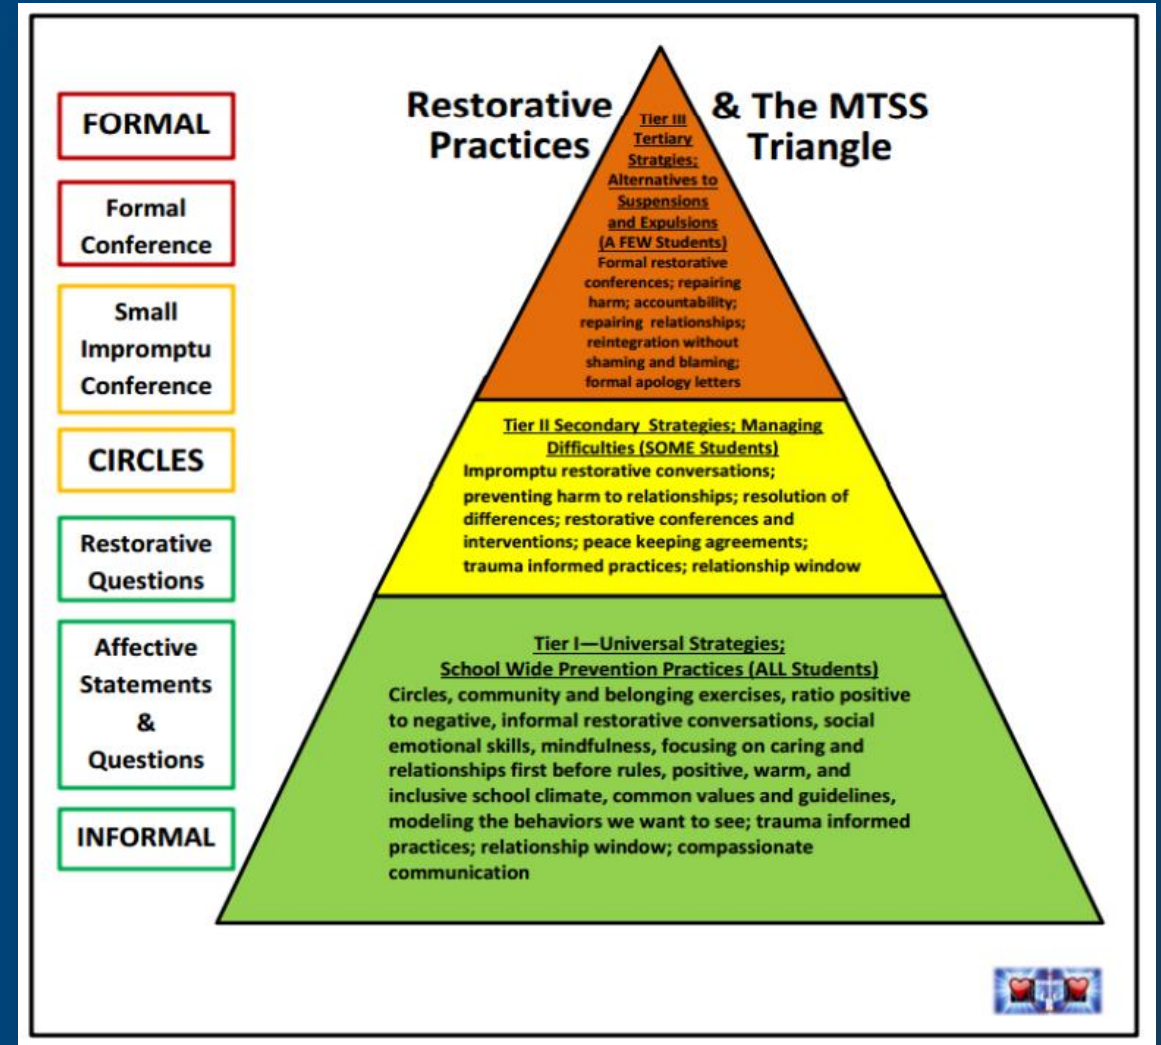 Restorative Practices
& The MTSS Triangle
FORMAL
Formal
Conference
Small
Impromptu
Conference
CIRCLES
Restorative
Questions
Affective
Statements
&
Questions
INFORMAL
Tier III
Tertiary
Stratgies;
Alternatives to
Suspensions
and Expulsions
(A FEW Students)
Formal restorative
conferences; repairing
harm; accountability;
repairing relationships;
reintegration without
shaming and blaming;
formal apology letters
Tier II Secondary Strategies; Managing
Difficulties (SOME Students)
Impromptu restorative conversations;
preventing harm to relationships; resolution of
differences; restorative conferences and
interventions; peace keeping agreements;
trauma informed practices; relationship window
Tier I—Universal Strategies;
School Wide Prevention Practices (ALL Students)
Circles, community and belonging exercises, ratio positive
to negative, informal restorative conversations, social
emotional skills, mindfulness, focusing on caring and
relationships first before rules, positive, warm, and
inclusive school climate, common values and guidelines,
modeling the behaviors we want to see; trauma informed
practices; relationship window; compassionate
communication